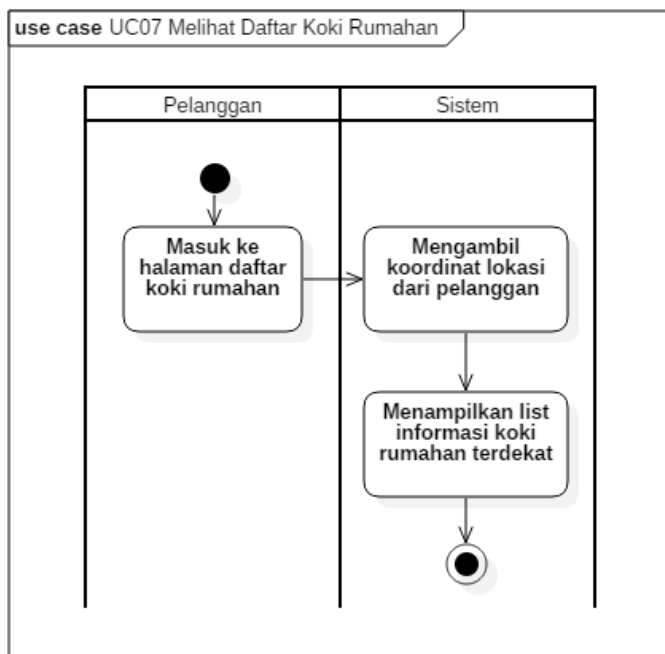 use case UC07 Melihat Daftar Koki Rumahan
Pelanggan
Sistem
Masuk ke
halaman daftar
koki rumahan
Mengambil
koordinat lokasi
dari pelanggan
Menampilkan list
informasi koki
rumahan terdekat